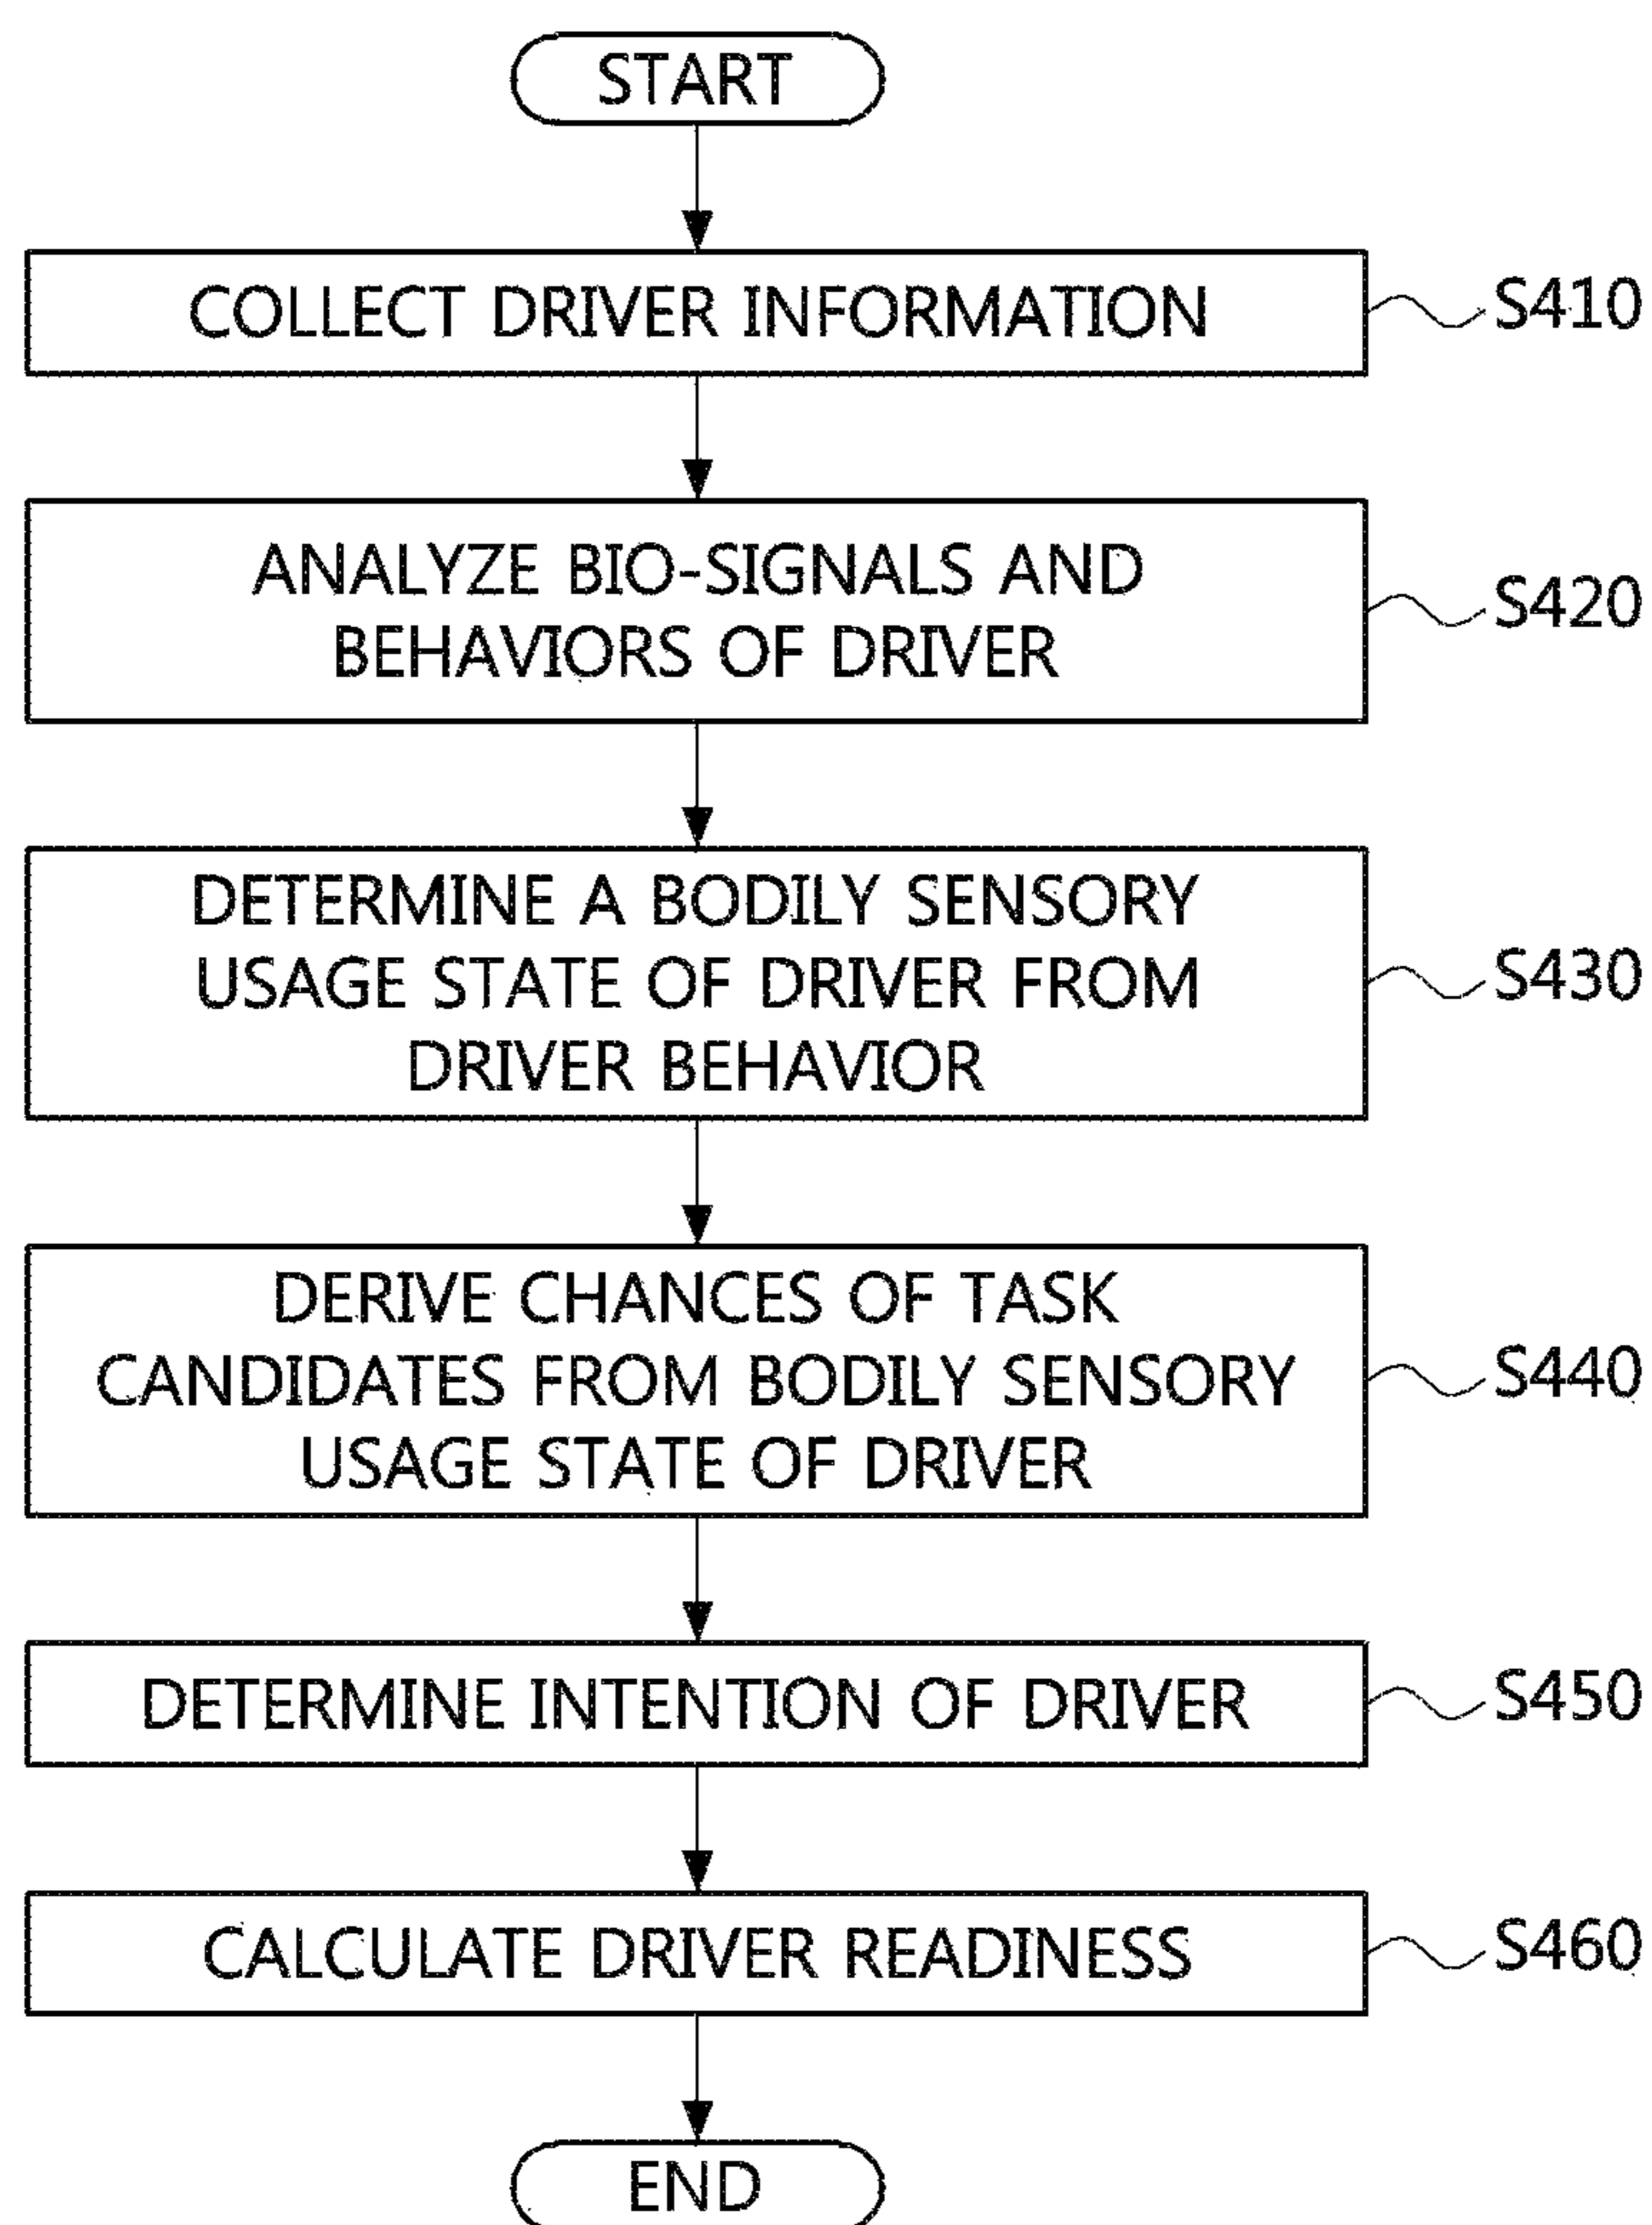 START
COLLECT DRIVER INFORMATION
S410
ANALYZE BIO-SIGNALS AND
BEHAVIORS OF DRIVER
S420
DETERMINE A BODILY SENSORY
USAGE STATE OF DRIVER FROM
DRIVER BEHAVIOR
S430
DERIVE CHANCES OF TASK
CANDIDATES FROM BODILY SENSORY
USAGE STATE OF DRIVER
S440
DETERMINE INTENTION OF DRIVER
S450
CALCULATE DRIVER READINESS
S460
END